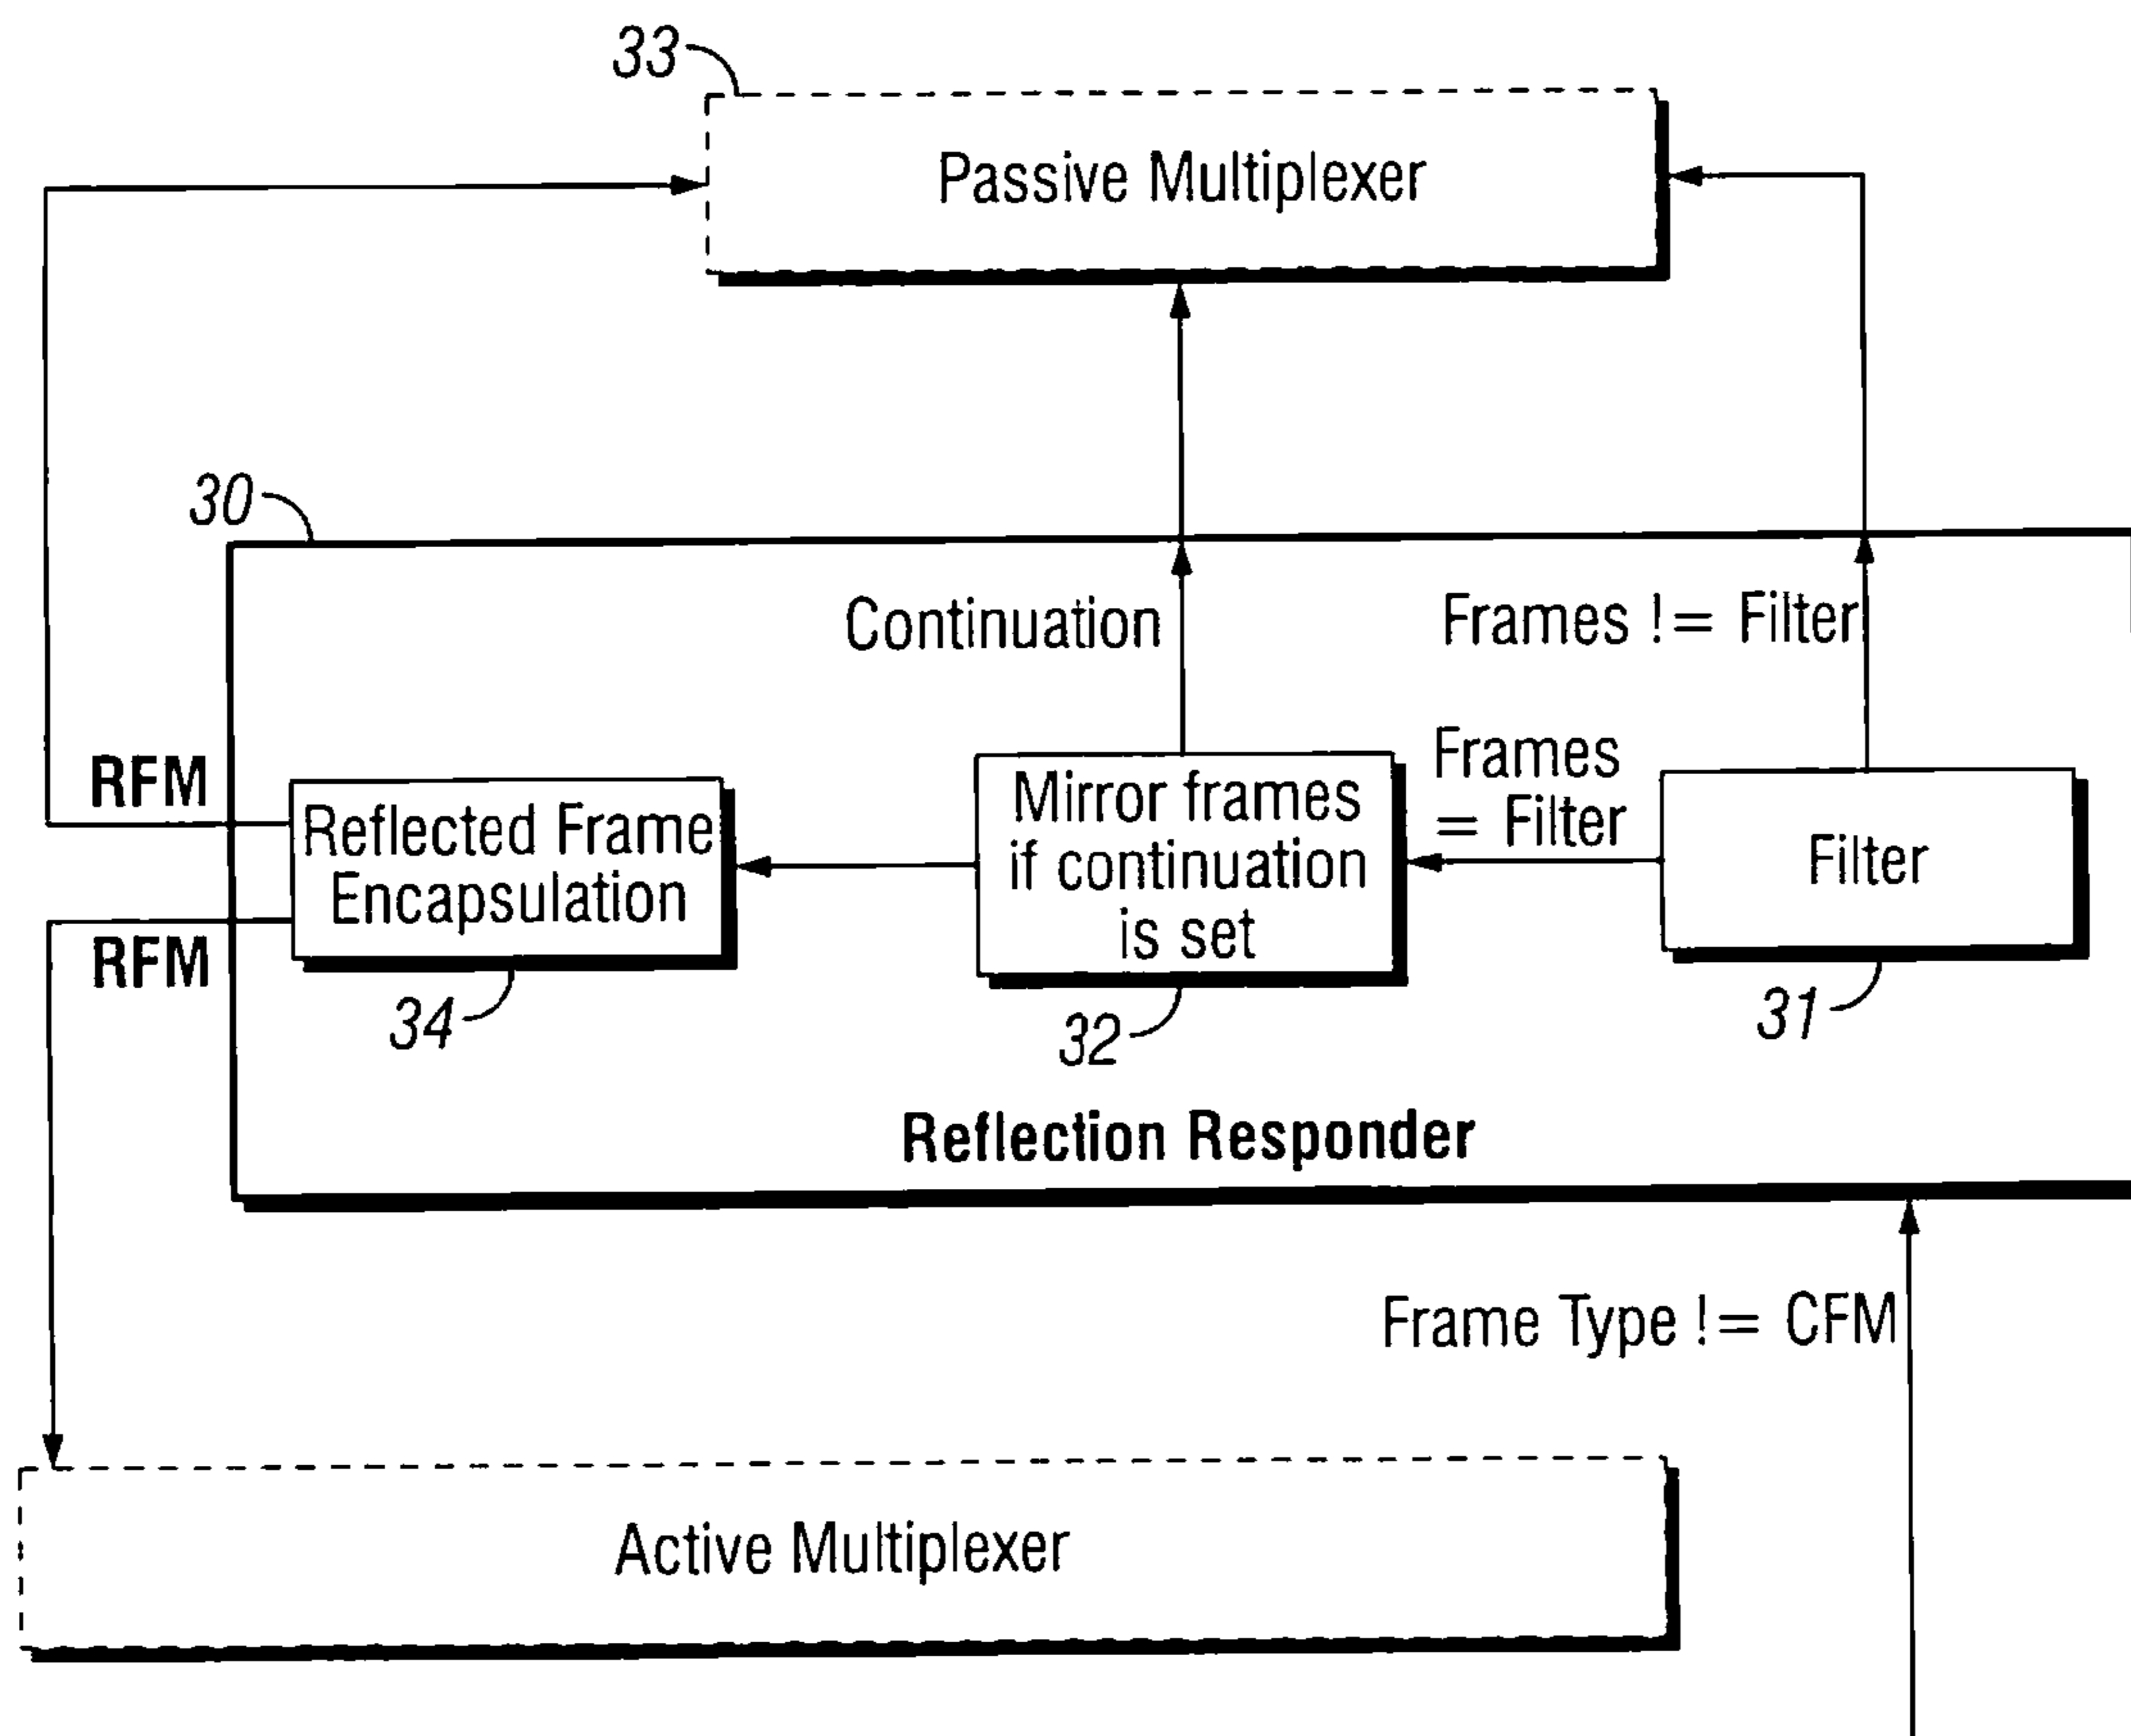 33
Passive Multiplexer
30
Continuation
Frames != Filter
Frames
= Filter
RFM
Reflected Frame
Encapsulation
Mirror frames
if continuation
is set
Filter
RFM
34
32
31
Reflection Responder
Frame Type != CFM
Active Multiplexer